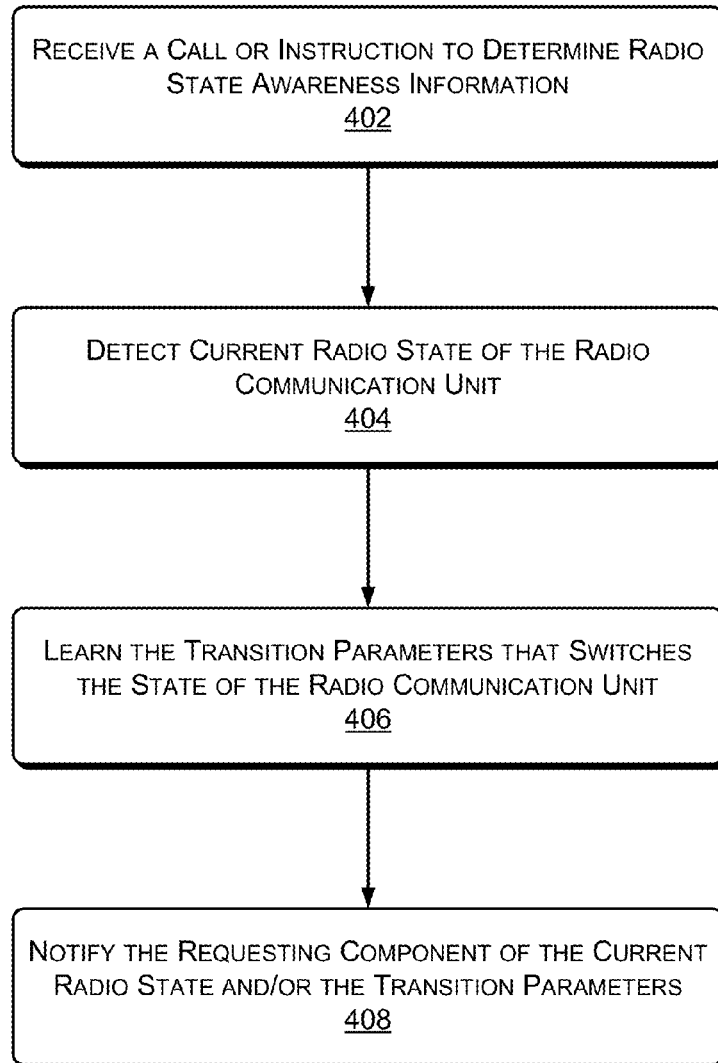 RECEIVE A CALL OR INSTRUCTION TO DETERMINE RADIO
STATE AWARENESS INFORMATION
402
DETECT CURRENT RADIO STATE OF THE RADIO
COMMUNICATION UNIT
404
LEARN THE TRANSITION PARAMETERS THAT SWITCHES
THE STATE OF THE RADIO COMMUNICATION UNIT
406
NOTIFY THE REQUESTING COMPONENT OF THE CURRENT
RADIO STATE AND/OR THE TRANSITION PARAMETERS
408